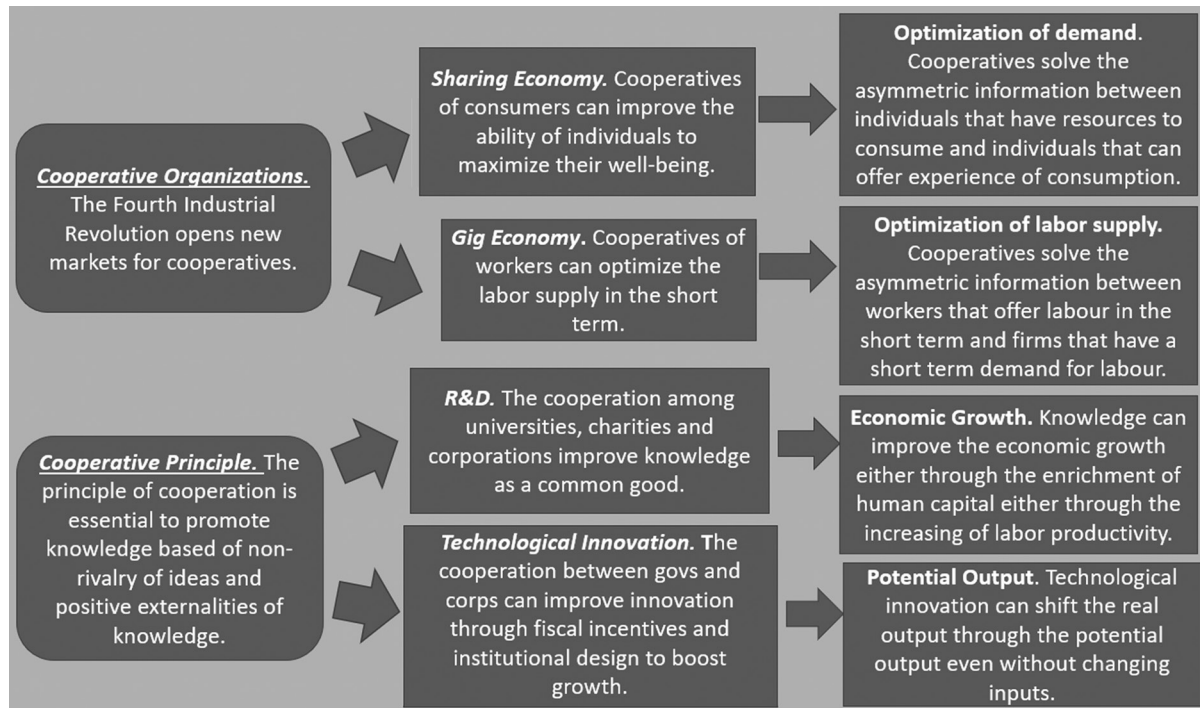 Cooperative Organizations.
The Fourth Industrial
Revolution opens new
markets for cooperatives.
Sharing Economy. Cooperatives
of consumers can improve the
ability of individuals to
maximize their well-being.
Optimization of demand.
Cooperatives solve the
asymmetric information between
individuals that have resources to
consume and individuals that can
offer experience of consumption.
Gig Economy. Cooperatives of
workers can optimize the
labor supply in the short
term.
Optimization of labor supply.
Cooperatives solve the
asymmetric information between
workers that offer labour in the
short term and firms that have a
short term demand for labour.
Cooperative Principle. The
principle of cooperation is
essential to promote
knowledge based of non-
rivalry of ideas and
positive externalities of
knowledge.
R&D. The cooperation among
universities, charities and
corporations improve knowledge
as a common good.
Economic Growth. Knowledge can
improve the economic growth
either through the enrichment of
human capital either through the
increasing of labor productivity.
Technological Innovation. The
cooperation between govs and
corps can improve innovation
through fiscal incentives and
institutional design to boost
growth.
Potential Output. Technological
innovation can shift the real
output through the potential
output even without changing
inputs.